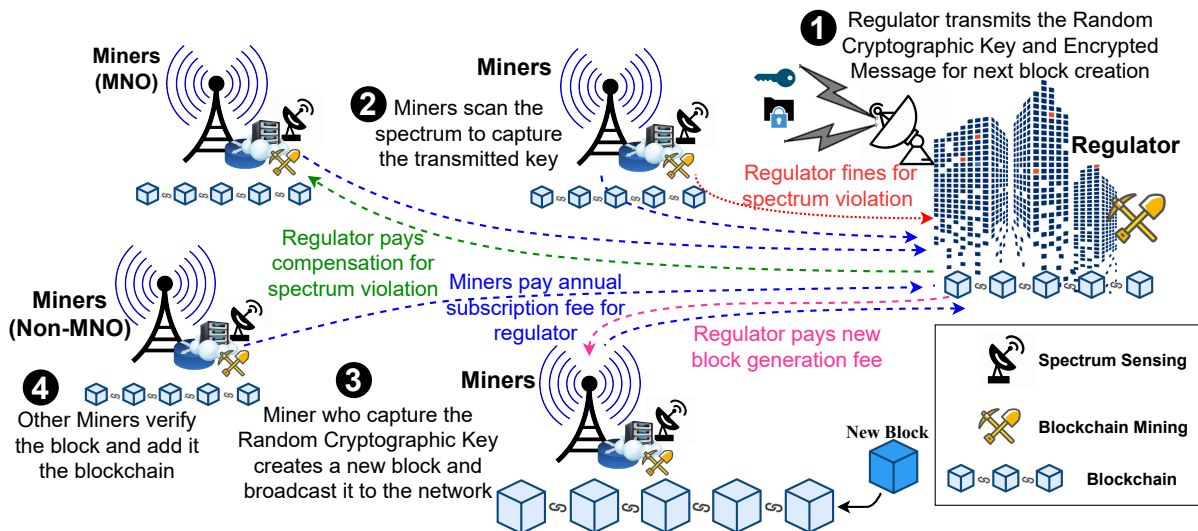 1
Regulator transmits the Random
Cryptographic Key and Encrypted
Message for next block creation
Miners
(MNO)
Miners
2
Miners scan the
spectrum to capture
the transmitted key
Regulator
Regulator fines for
spectrum violation
Regulator pays
compensation for
spectrum violation
Miners pay annual
subscription fee for
regulator
Miners
(Non-MNO)
Regulator pays new
block generation fee
4
Other Miners verify
the block and add it
the blockchain
3
Miner who capture the
Random Cryptographic Key
creates a new block and
broadcast it to the network
Miners
New Block
Spectrum Sensing
Blockchain Mining
Blockchain